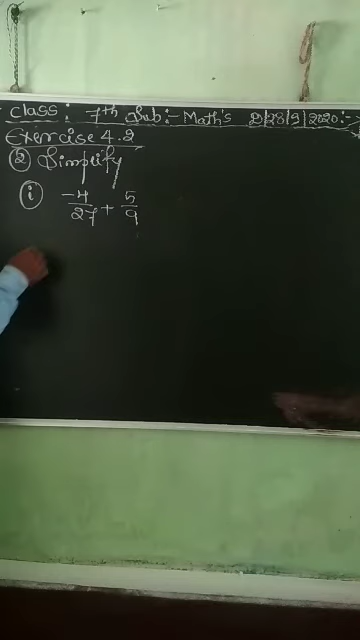 Class: 7th Sub:- Math's D/28/9/2020:->
Exercise 4.2
② Simplify
(i) -4/27 + 5/9